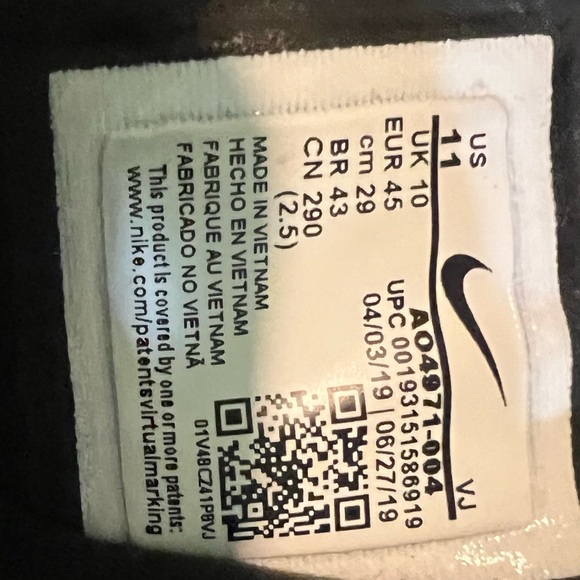 US
11
VJ
UK 10
EUR 45
cm 29
BR 43
CN 290
(2.5)
AO4971-004
UPC 00193151586919
04/03/19 | 06/27/19
MADE IN VIETNAM
HECHO EN VIETNAM
FABRIQUE AU VIETNAM
FABRICADO NO VIETNÃ
01V48CZ41P8VJ
This product is covered by one or more patents:
www.nike.com/patentsvirtualmarking